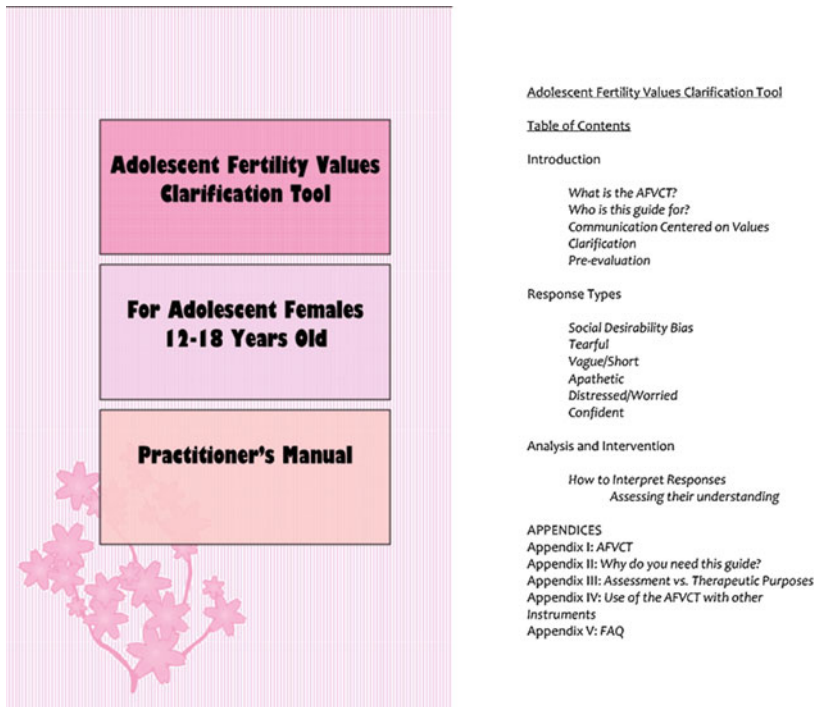 Adolescent Fertility Values
Clarification Tool
For Adolescent Females
12-18 Years Old
Practitioner's Manual
Adolescent Fertility Values Clarification Tool
Table of Contents
Introduction
What is the AFVCT?
Who is this guide for?
Communication Centered on Values
Clarification
Pre-evaluation
Response Types
Social Desirability Bias
Tearful
Vague/Short
Apathetic
Distressed/Worried
Confident
Analysis and Intervention
How to Interpret Responses
Assessing their understanding
APPENDICES
Appendix I: AFVCT
Appendix II: Why do you need this guide?
Appendix III: Assessment vs. Therapeutic Purposes
Appendix IV: Use of the AFVCT with other
Instruments
Appendix V: FAQ